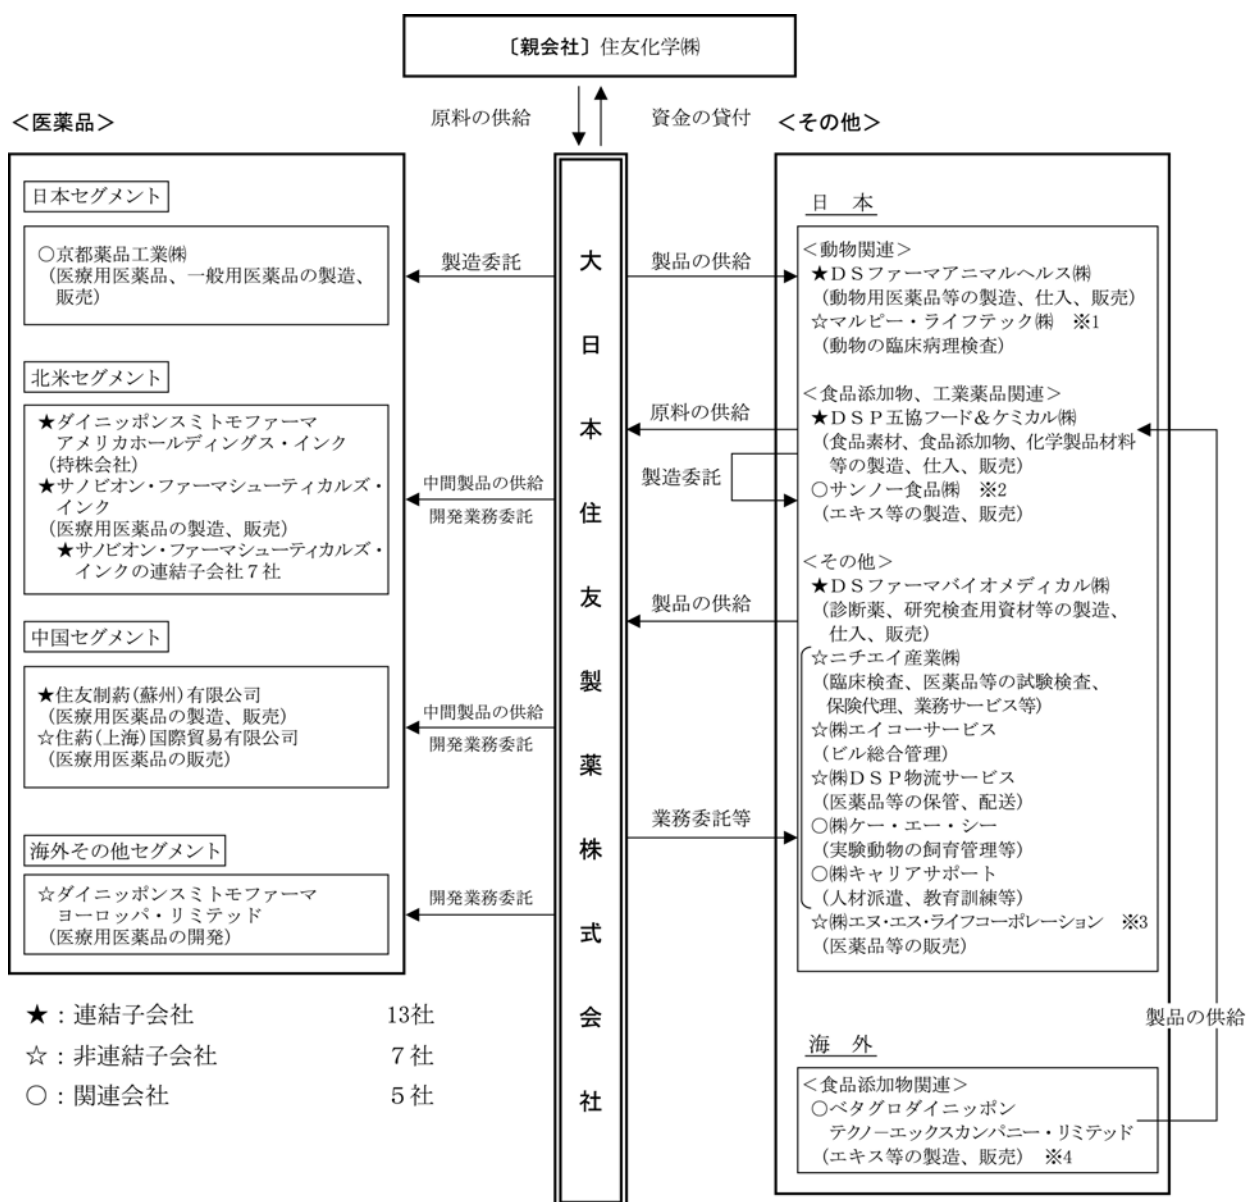 〔親会社〕住友化学㈱
原料の供給
資金の貸付
＜医薬品＞
日本セグメント
○京都薬品工業㈱
(医療用医薬品、一般用医薬品の製造、
販売)
北米セグメント
★ダイニッポンスミトモファーマ
アメリカホールディングス・インク
(持株会社)
★サノビオン・ファーマシューティカルズ・
インク
(医療用医薬品の製造、販売)
★サノビオン・ファーマシューティカルズ・
インクの連結子会社７社
中国セグメント
★住友制葯(蘇州)有限公司
(医療用医薬品の製造、販売)
☆住葯(上海)国際貿易有限公司
(医療用医薬品の販売)
海外その他セグメント
☆ダイニッポンスミトモファーマ
ヨーロッパ・リミテッド
(医療用医薬品の開発)
★：連結子会社 13社
☆：非連結子会社 7社
○：関連会社 5社
製造委託
中間製品の供給
開発業務委託
中間製品の供給
開発業務委託
開発業務委託
大日本住友製薬株式会社
製品の供給
原料の供給
製造委託
製品の供給
業務委託等
＜その他＞
日 本
＜動物関連＞
★ＤＳファーマアニマルヘルス㈱
(動物用医薬品等の製造、仕入、販売)
☆マルピー・ライフテック㈱ ※1
(動物の臨床病理検査)
＜食品添加物、工業薬品関連＞
★ＤＳＰ五協フード＆ケミカル㈱
(食品素材、食品添加物、化学製品材料
等の製造、仕入、販売)
○サンノー食品㈱ ※2
(エキス等の製造、販売)
＜その他＞
★ＤＳファーマバイオメディカル㈱
(診断薬、研究検査用資材等の製造、
仕入、販売)
☆ニチエイ産業㈱
(臨床検査、医薬品等の試験検査、
保険代理、業務サービス等)
☆㈱エイコーサービス
(ビル総合管理)
☆㈱ＤＳＰ物流サービス
(医薬品等の保管、配送)
○㈱ケー・エー・シー
(実験動物の飼育管理等)
○㈱キャリアサポート
(人材派遣、教育訓練等)
☆㈱エヌ・エス・ライフコーポレーション ※3
(医薬品等の販売)
製品の供給
海 外
＜食品添加物関連＞
○ベタグロダイニッポン
テクノ－エックスカンパニー・リミテッド
(エキス等の製造、販売) ※4